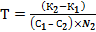 T = (K₂−K₁) / ((C₁−C₂)×N₂)